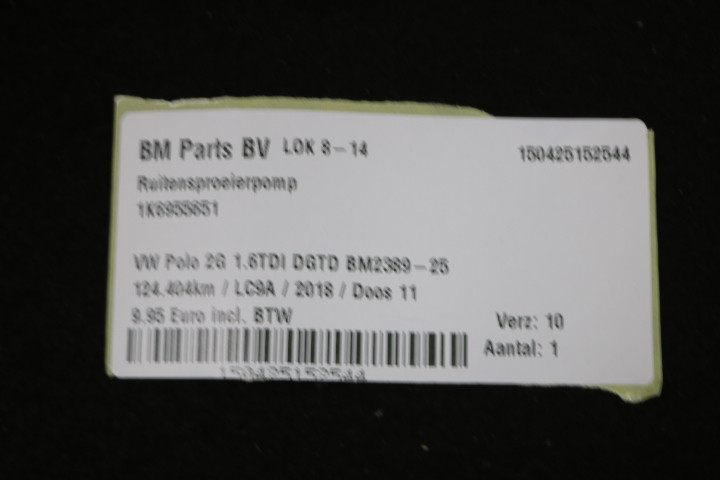 BM Parts BV LOK 8-14 150425152544
Ruitensproeierpomp
1K6955651
VW Polo 2G 1.6TDI DGTD BM2389-25
124.404km / LC9A / 2018 / Doos 11
9.95 Euro incl. BTW
Verz: 10
Aantal: 1
150425152544